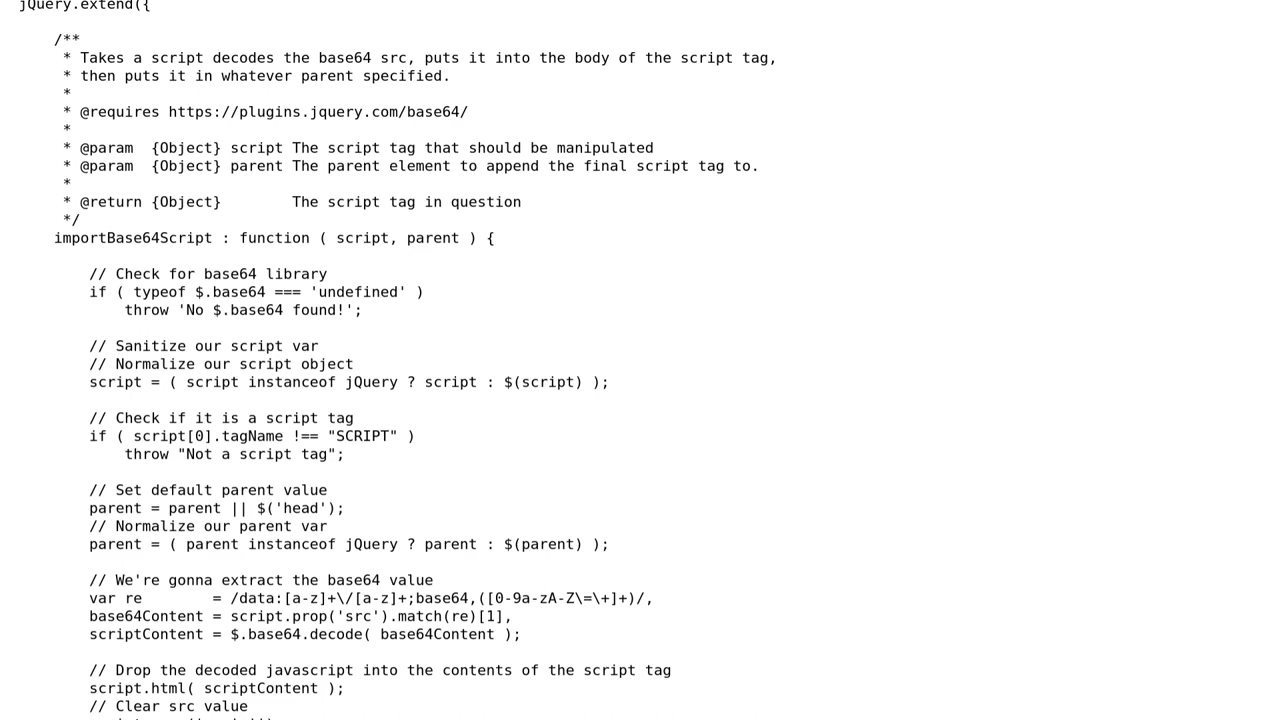 jQuery.extend({

    /**
     * Takes a script decodes the base64 src, puts it into the body of the script tag,
     * then puts it in whatever parent specified.
     *
     * @requires https://plugins.jquery.com/base64/
     *
     * @param  {Object} script The script tag that should be manipulated
     * @param  {Object} parent The parent element to append the final script tag to.
     *
     * @return {Object}        The script tag in question
     */
    importBase64Script : function ( script, parent ) {

        // Check for base64 library
        if ( typeof $.base64 === 'undefined' )
            throw 'No $.base64 found!';

        // Sanitize our script var
        // Normalize our script object
        script = ( script instanceof jQuery ? script : $(script) );

        // Check if it is a script tag
        if ( script[0].tagName !== "SCRIPT" )
            throw "Not a script tag";

        // Set default parent value
        parent = parent || $('head');
        // Normalize our parent var
        parent = ( parent instanceof jQuery ? parent : $(parent) );

        // We're gonna extract the base64 value
        var re        = /data:[a-z]+\/[a-z]+;base64,([0-9a-zA-Z\=\+]+)/,
        base64Content = script.prop('src').match(re)[1],
        scriptContent = $.base64.decode( base64Content );

        // Drop the decoded javascript into the contents of the script tag
        script.html( scriptContent );
        // Clear src value